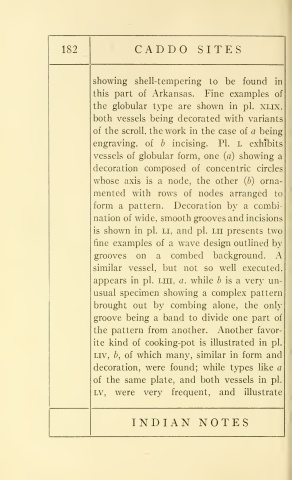 182
CADDO SITES
showing shell-tempering to be found in
this part of Arkansas. Fine examples of
the globular type are shown in pl. XLIX,
both vessels being decorated with variants
of the scroll, the work in the case of a being
engraving, of b incising. Pl. L exhibits
vessels of globular form, one (a) showing a
decoration composed of concentric circles
whose axis is a node, the other (b) orna-
mented with rows of nodes arranged to
form a pattern. Decoration by a combi-
nation of wide, smooth grooves and incisions
is shown in pl. LI, and pl. LII presents two
fine examples of a wave design outlined by
grooves on a combed background. A
similar vessel, but not so well executed,
appears in pl. LIII, a, while b is a very un-
usual specimen showing a complex pattern
brought out by combing alone, the only
groove being a band to divide one part of
the pattern from another. Another favor-
ite kind of cooking-pot is illustrated in pl.
LIV, b, of which many, similar in form and
decoration, were found; while types like a
of the same plate, and both vessels in pl.
LV, were very frequent, and illustrate
INDIAN NOTES